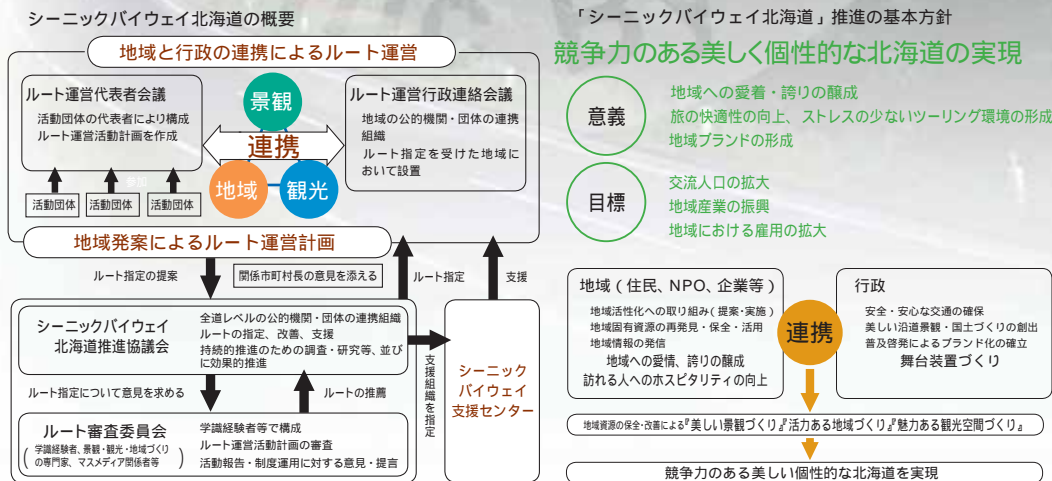 シーニックバイウェイ北海道の概要
地域と行政の連携によるルート運営
ルート運営代表者会議
活動団体の代表者により構成
ルート運営活動計画を作成
参加
活動団体
活動団体
活動団体
景観
連携
地域
観光
ルート運営行政連絡会議
地域の公的機関・団体の連携
組織
ルート指定を受けた地域に
おいて設置
地域発案によるルート運営計画
ルート指定の提案
関係市町村長の意見を添える
ルート指定
支援
シーニックバイウェイ
北海道推進協議会
全道レベルの公的機関・団体の連携組織
ルートの指定、改善、支援
持続的推進のための調査・研究等、並び
に効果的推進
支援組織を指定
シーニック
バイウェイ
支援センター
ルート指定について意見を求める
ルートの推薦
ルート審査委員会
(学識経験者、景観・観光・地域づくり
の専門家、マスメディア関係者等)
学識経験者等で構成
ルート運営活動計画の審査
活動報告・制度運用に対する意見・提言
「シーニックバイウェイ北海道」推進の基本方針
競争力のある美しく個性的な北海道の実現
意義
地域への愛着・誇りの醸成
旅の快適性の向上、ストレスの少ないツーリング環境の形成
地域ブランドの形成
目標
交流人口の拡大
地域産業の振興
地域における雇用の拡大
地域(住民、NPO、企業等)
地域活性化への取り組み(提案・実施)
地域固有資源の再発見・保全・活用
地域情報の発信
地域への愛情、誇りの醸成
訪れる人へのホスピタリティの向上
連携
行政
安全・安心な交通の確保
美しい沿道景観・国土づくりの創出
普及啓発によるブランド化の確立
舞台装置づくり
地域資源の保全・改善による『美しい景観づくり』『活力ある地域づくり』『魅力ある観光空間づくり』
競争力のある美しい個性的な北海道を実現